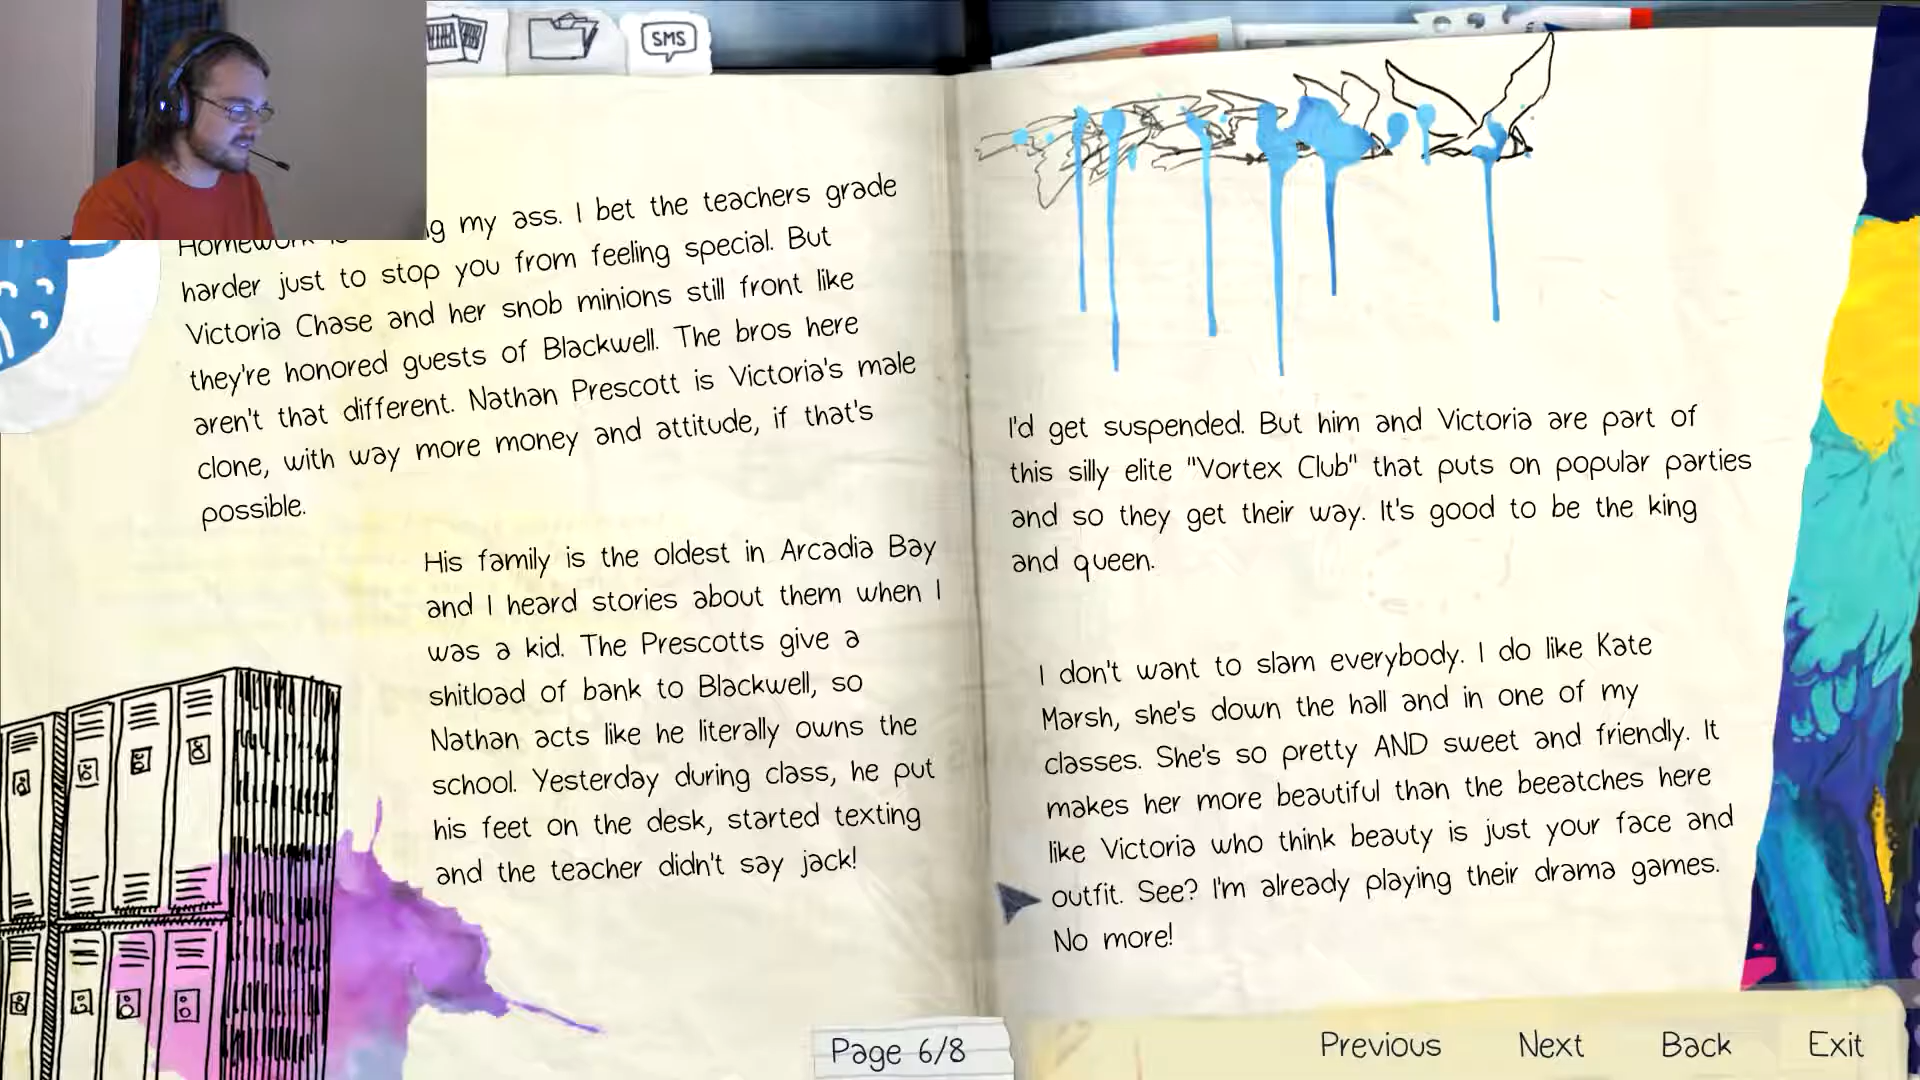 SMS
Homework g my ass. I bet the teachers grade
harder just to stop you from feeling special. But
Victoria Chase and her snob minions still front like
they're honored guests of Blackwell. The bros here
aren't that different. Nathan Prescott is Victoria's male
clone, with way more money and attitude, if that's
possible.
His family is the oldest in Arcadia Bay
and I heard stories about them when I
was a kid. The Prescotts give a
shitload of bank to Blackwell, so
Nathan acts like he literally owns the
school. Yesterday during class, he put
his feet on the desk, started texting
and the teacher didn't say jack!
I'd get suspended. But him and Victoria are part of
this silly elite "Vortex Club" that puts on popular parties
and so they get their way. It's good to be the king
and queen.
I don't want to slam everybody. I do like Kate
Marsh, she's down the hall and in one of my
classes. She's so pretty AND sweet and friendly. It
makes her more beautiful than the beeatches here
like Victoria who think beauty is just your face and
outfit. See? I'm already playing their drama games.
No more!
Page 6/8
Previous Next Back Exit